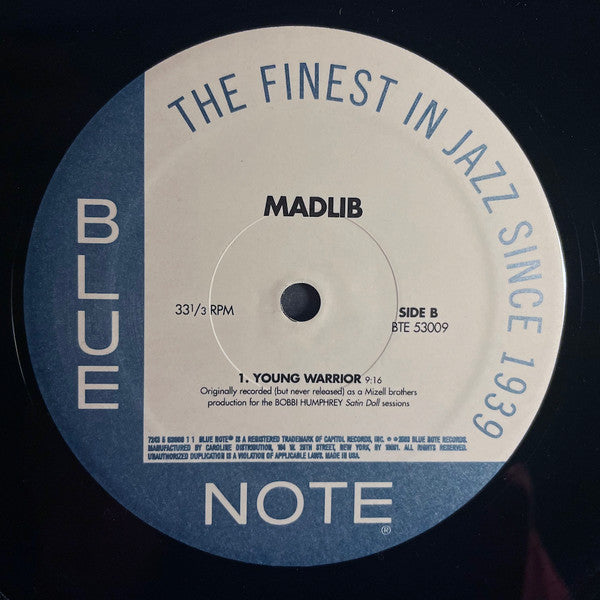 THE FINEST IN JAZZ SINCE 1939
BLUE
MADLIB
33 1/3 RPM
SIDE B
BTE 53009
1. YOUNG WARRIOR 9:16
Originally recorded (but never released) as a Mizell brothers
production for the BOBBI HUMPHREY Satin Doll sessions
BLUE NOTE® IS A REGISTERED TRADEMARK OF CAPITOL RECORDS, INC. ℗ © 2003 BLUE NOTE RECORDS.
MANUFACTURED BY CAROLINE DISTRIBUTION, 104 W. 29TH STREET, NEW YORK, NY 10001. ALL RIGHTS RESERVED.
UNAUTHORIZED DUPLICATION IS A VIOLATION OF APPLICABLE LAWS. MADE IN USA.
NOTE®